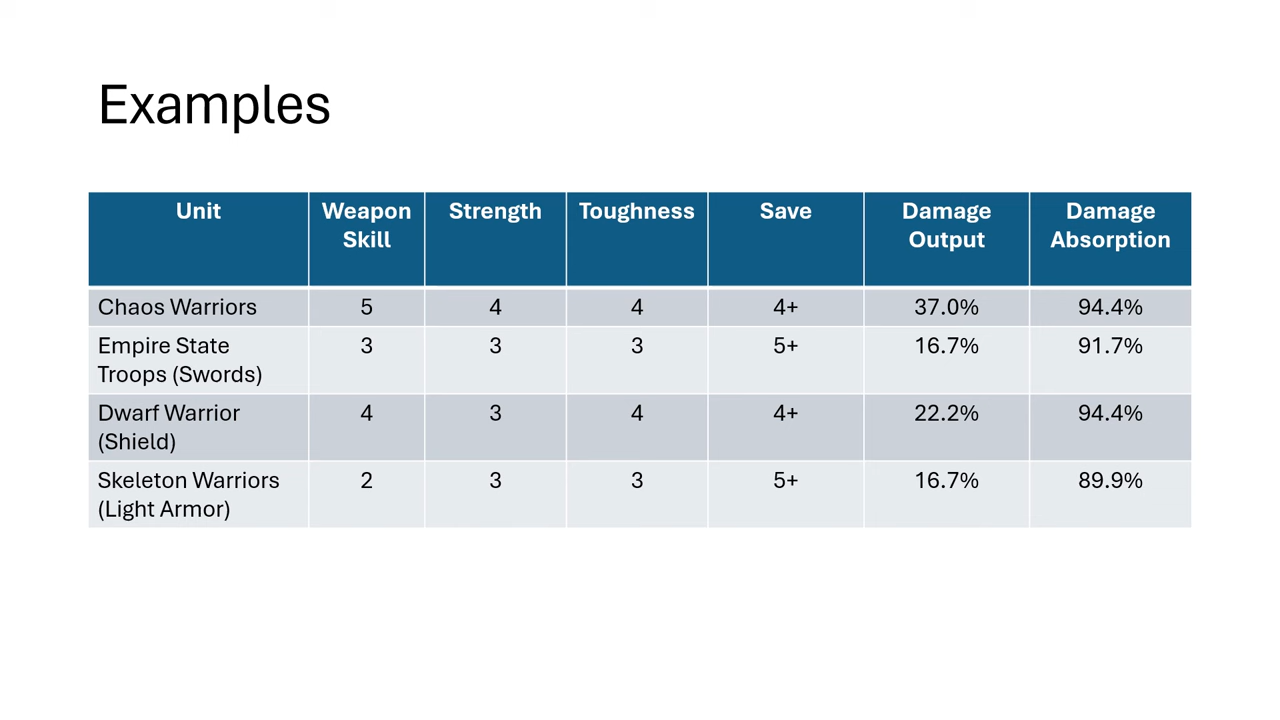 Examples
Unit Weapon Skill Strength Toughness Save Damage Output Damage Absorption
Chaos Warriors 5 4 4 4+ 37.0% 94.4%
Empire State Troops (Swords) 3 3 3 5+ 16.7% 91.7%
Dwarf Warrior (Shield) 4 3 4 4+ 22.2% 94.4%
Skeleton Warriors (Light Armor) 2 3 3 5+ 16.7% 89.9%